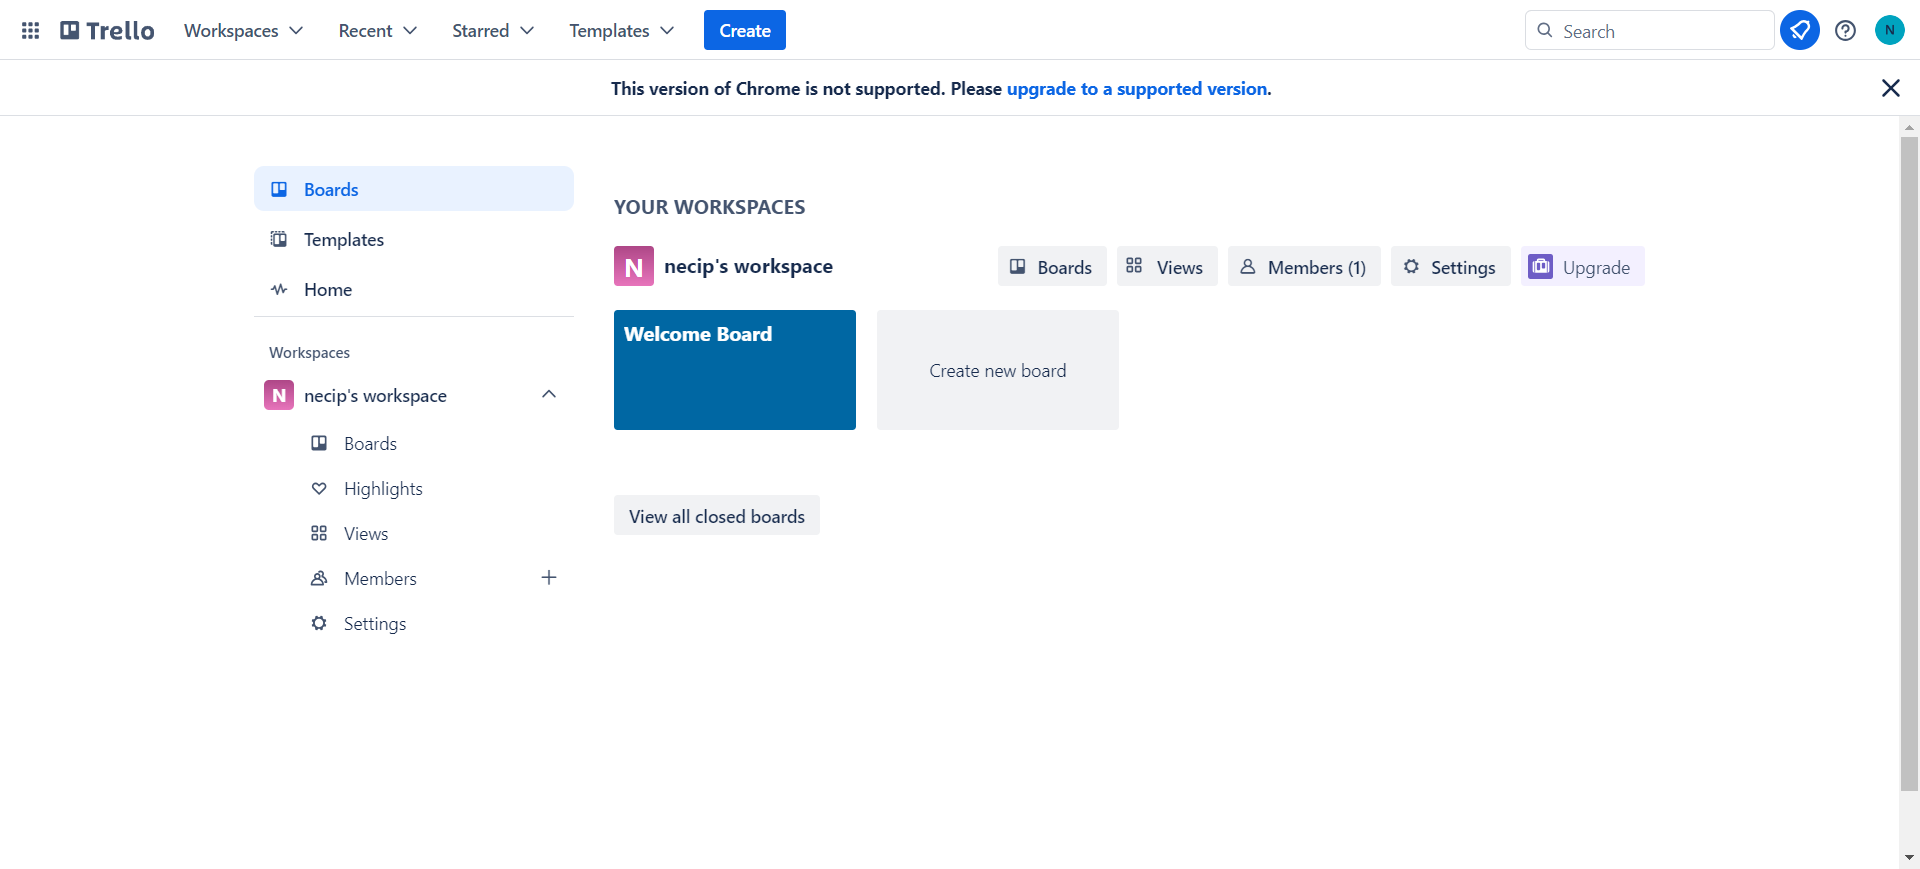 Trello
Workspaces
Recent
Starred
Templates
Create
Search
N
This version of Chrome is not supported. Please upgrade to a supported version.
Boards
Templates
Home
Workspaces
N necip's workspace
Boards
Highlights
Views
Members
Settings
YOUR WORKSPACES
N necip's workspace
Boards
Views
Members (1)
Settings
Upgrade
Welcome Board
Create new board
View all closed boards